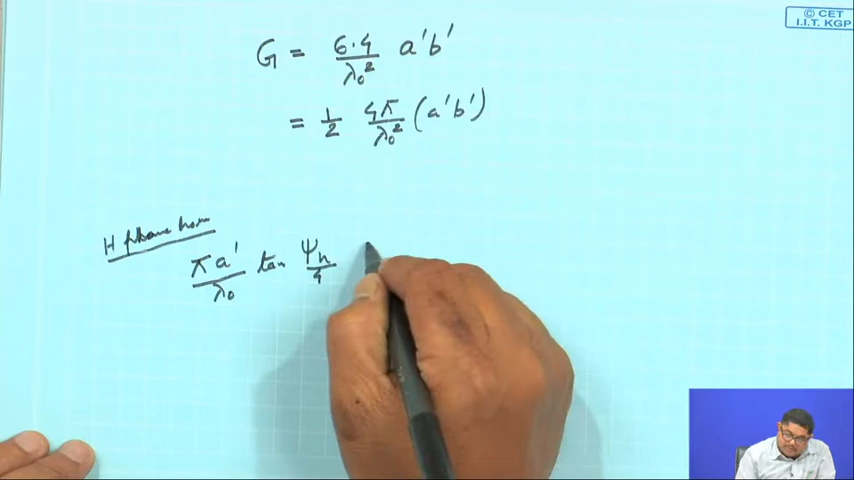 © CET
I.I.T. KGP
G = 6.4/λ₀² a'b'
= 1/2 4π/λ₀² (a'b')
H plane horn
πa'/λ₀ tan Ψh/4